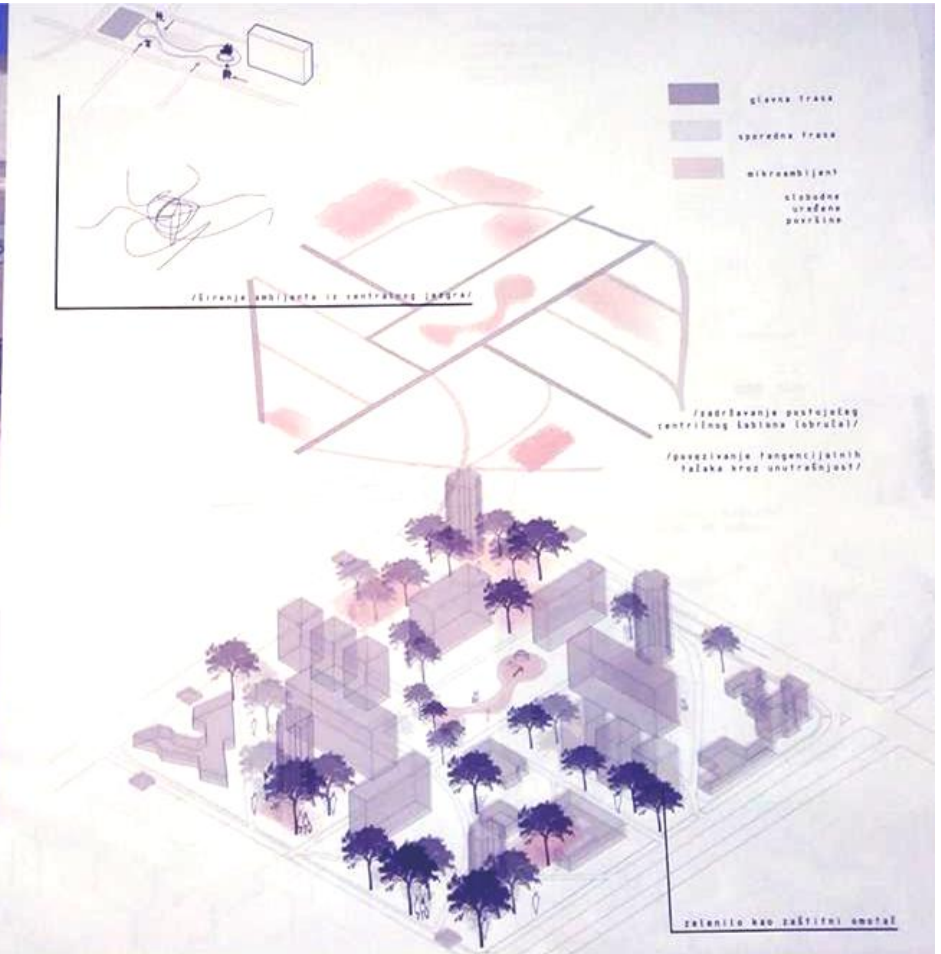 glavna trasa
sporedna trasa
mikroambijent
slobodne
uređene
površine
/širenje ambijenta iz centralnog jezgra/
/zadržavanje postojećeg
centričnog šablona (obruča)/
/povezivanje tangencijalnih
tačaka kroz unutrašnjost/
zelenilo kao zaštitni omotač